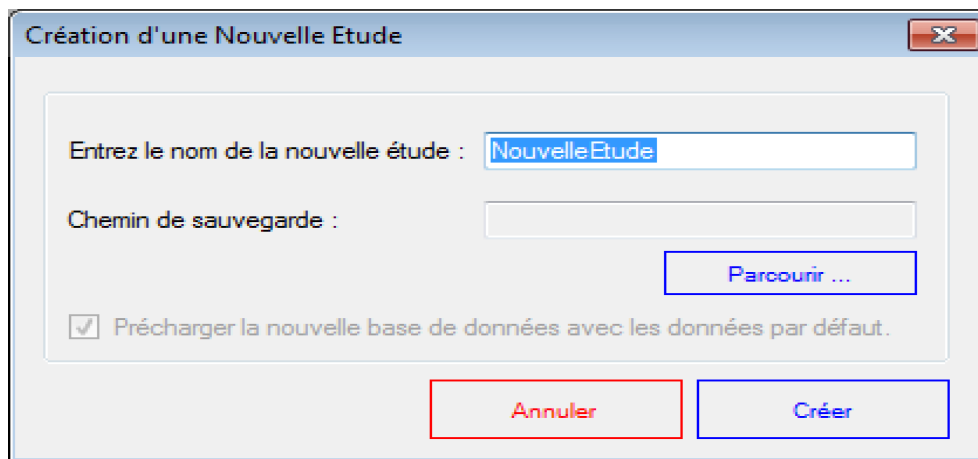 Création d'une Nouvelle Etude
Entrez le nom de la nouvelle étude : NouvelleEtude
Chemin de sauvegarde :
Parcourir ...
Précharger la nouvelle base de données avec les données par défaut.
Annuler Créer